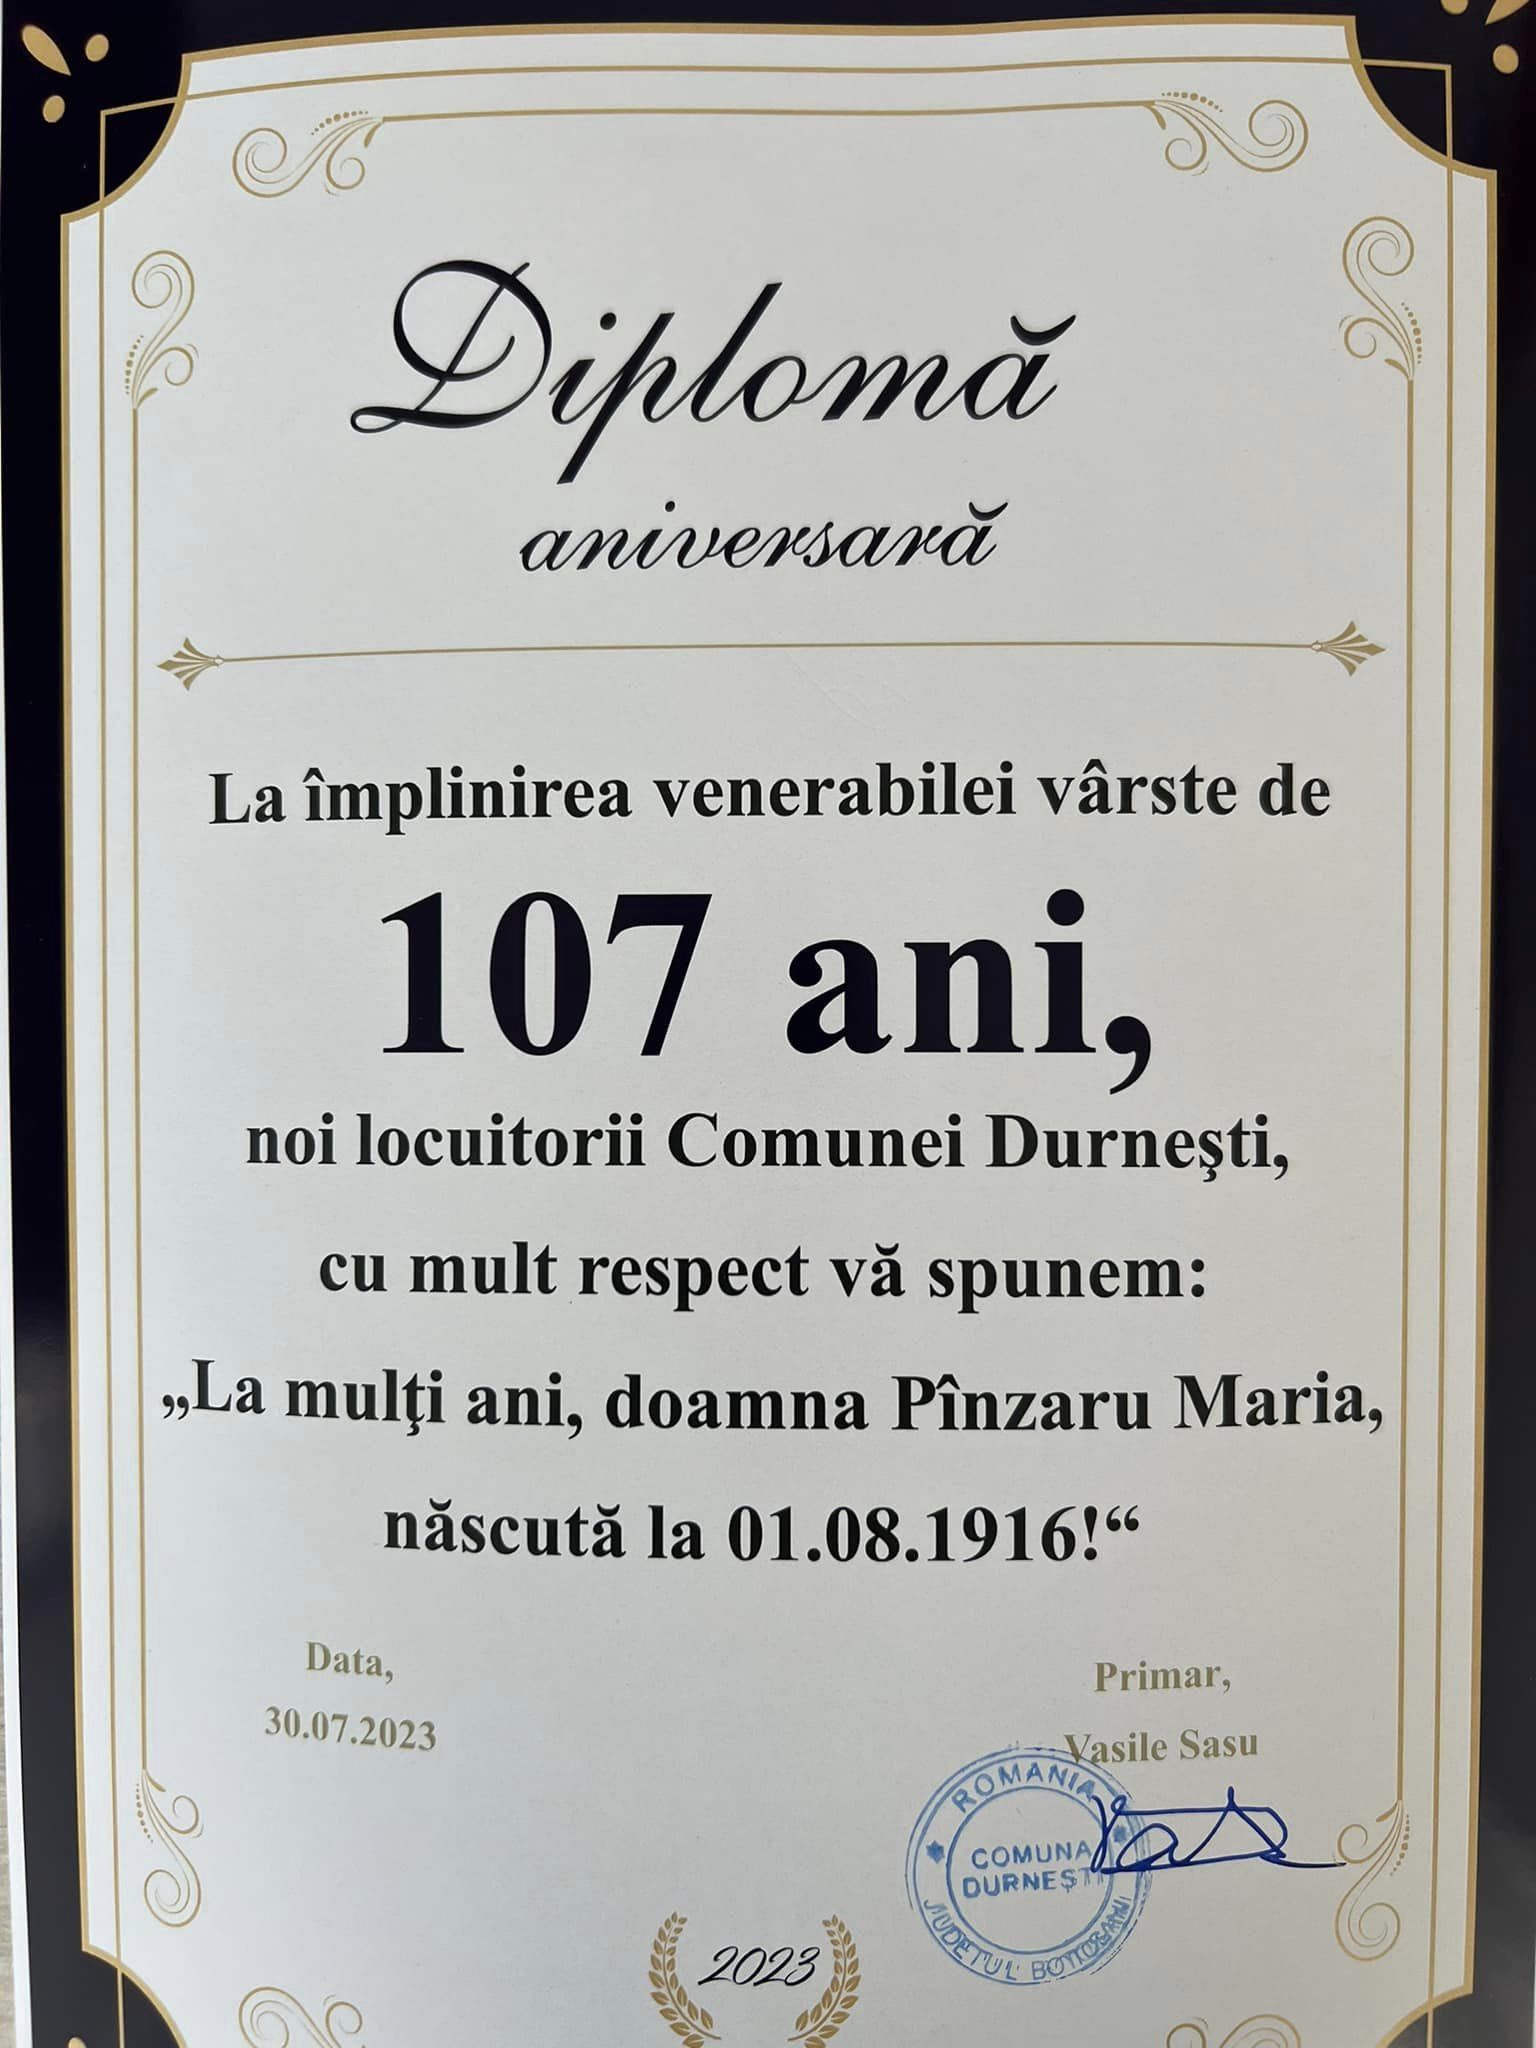 Diplomă
aniversară
La împlinirea venerabilei vârste de
107 ani,
noi locuitorii Comunei Durneşti,
cu mult respect vă spunem:
„La mulţi ani, doamna Pînzaru Maria,
născută la 01.08.1916!“
Data,
30.07.2023
Primar,
Vasile Sasu
ROMANIA
COMUNA
DURNEȘTI
JUDEȚUL BOTOȘANI
2023